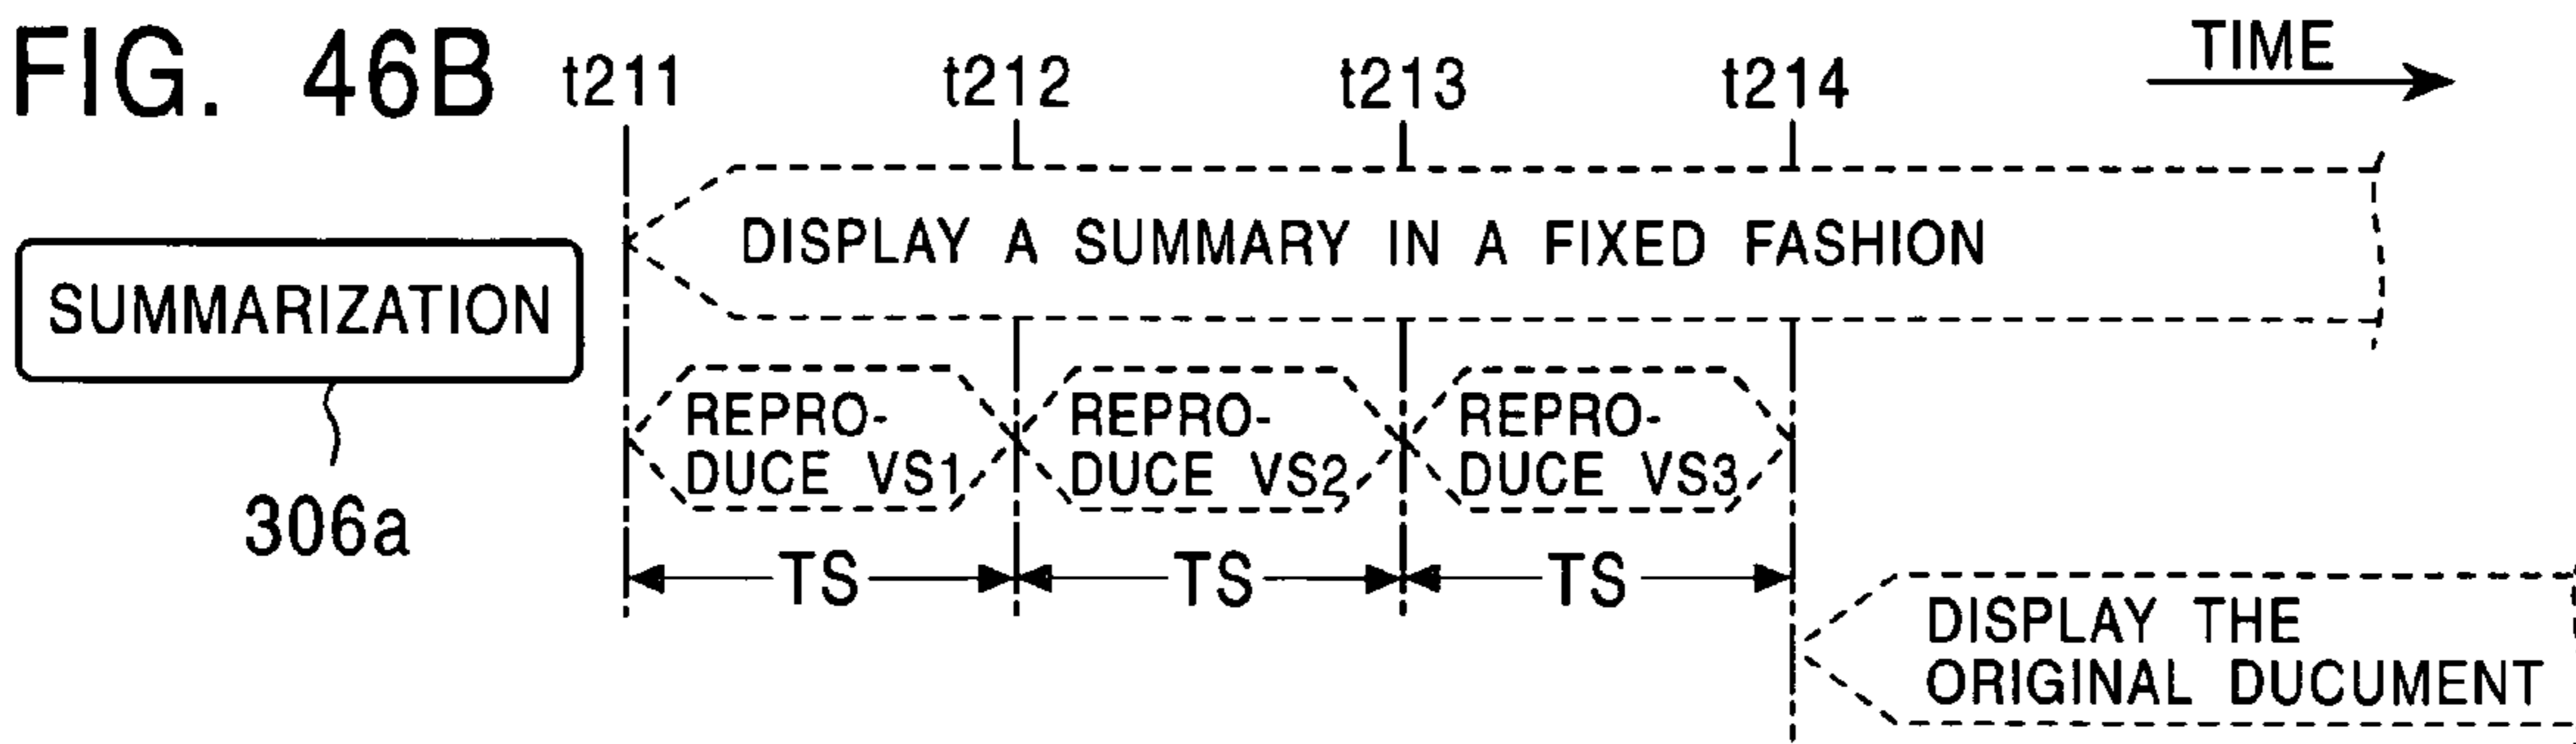 FIG. 46B
t211 t212 t213 t214 TIME
DISPLAY A SUMMARY IN A FIXED FASHION
SUMMARIZATION
306a
REPRO-
DUCE VS1
REPRO-
DUCE VS2
REPRO-
DUCE VS3
TS TS TS
DISPLAY THE
ORIGINAL DUCUMENT